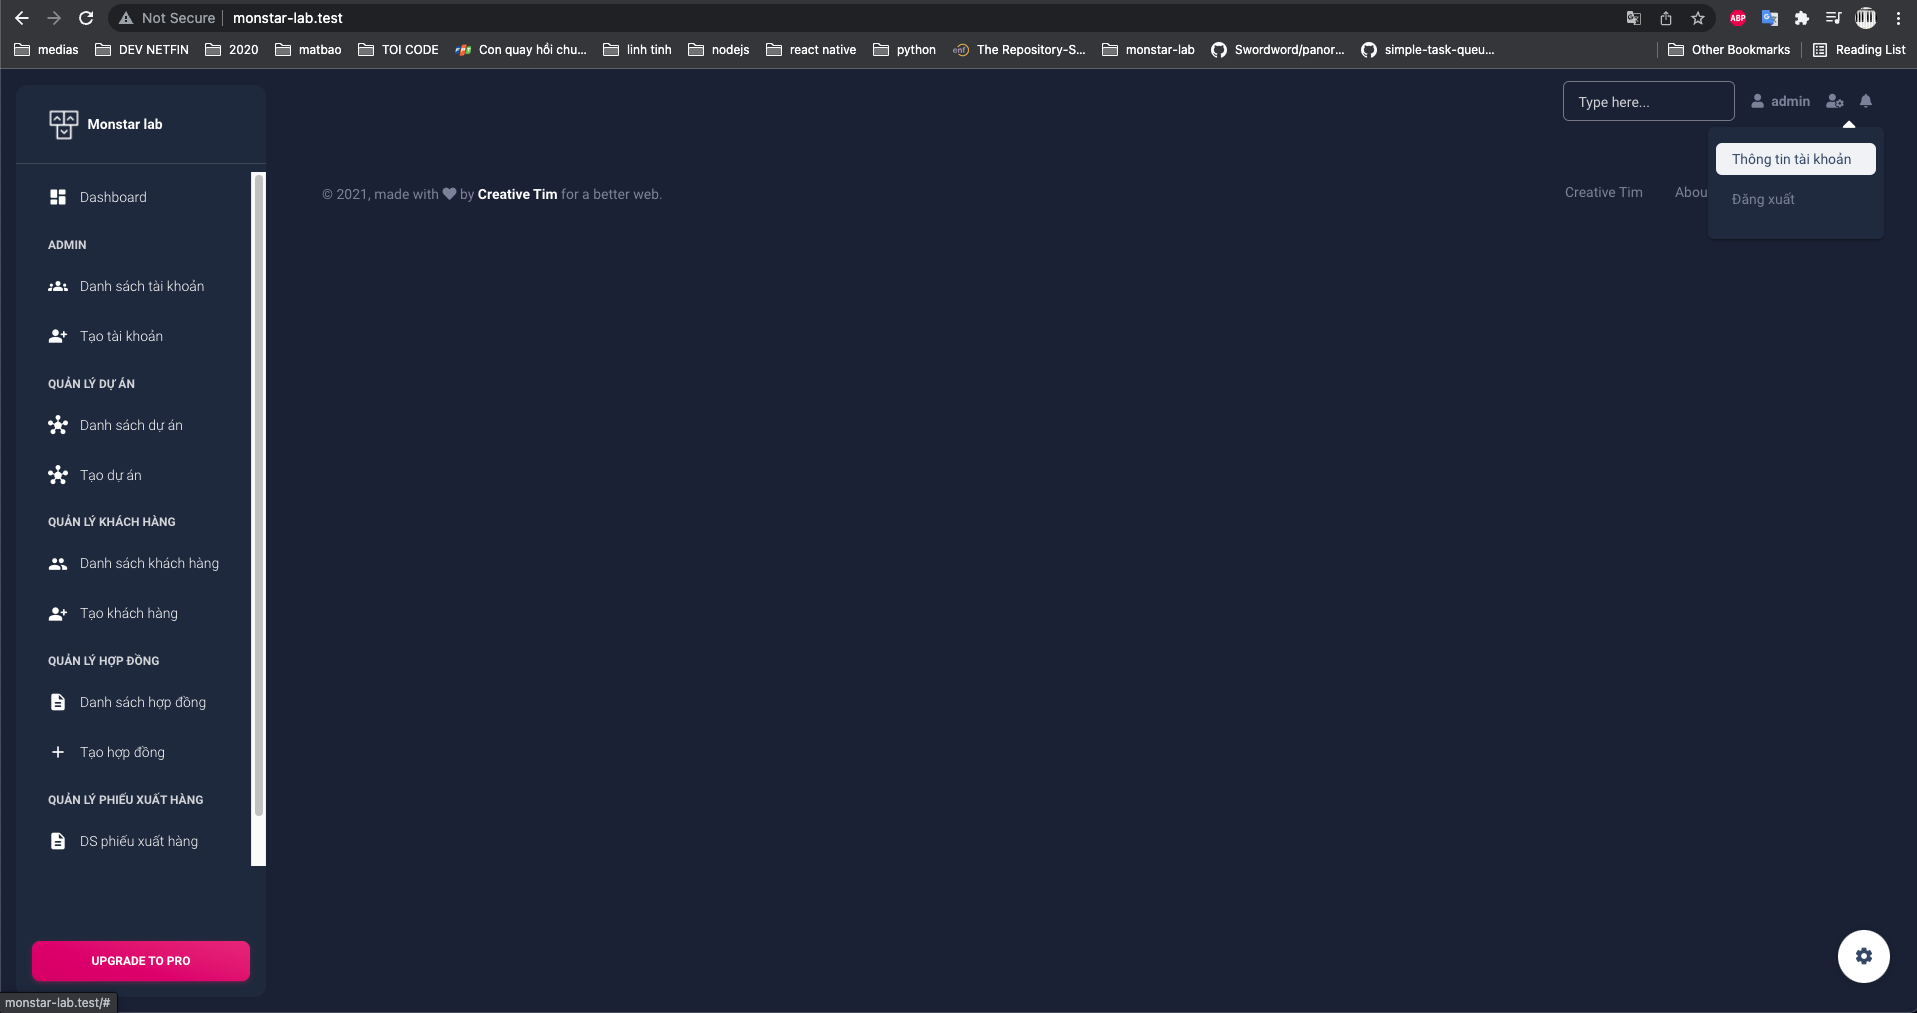 Not Secure monstar-lab.test
ABP
medias DEV NETFIN 2020 matbao TOI CODE Con quay hồi chu... linh tinh nodejs react native python The Repository-S... monstar-lab Swordword/panor... simple-task-queu... Other Bookmarks Reading List
Monstar lab
Type here...
admin
Thông tin tài khoản
Đăng xuất
© 2021, made with by Creative Tim for a better web.
Creative Tim
Dashboard
ADMIN
Danh sách tài khoản
Tạo tài khoản
QUẢN LÝ DỰ ÁN
Danh sách dự án
Tạo dự án
QUẢN LÝ KHÁCH HÀNG
Danh sách khách hàng
Tạo khách hàng
QUẢN LÝ HỢP ĐỒNG
Danh sách hợp đồng
Tạo hợp đồng
QUẢN LÝ PHIẾU XUẤT HÀNG
DS phiếu xuất hàng
UPGRADE TO PRO
monstar-lab.test/#